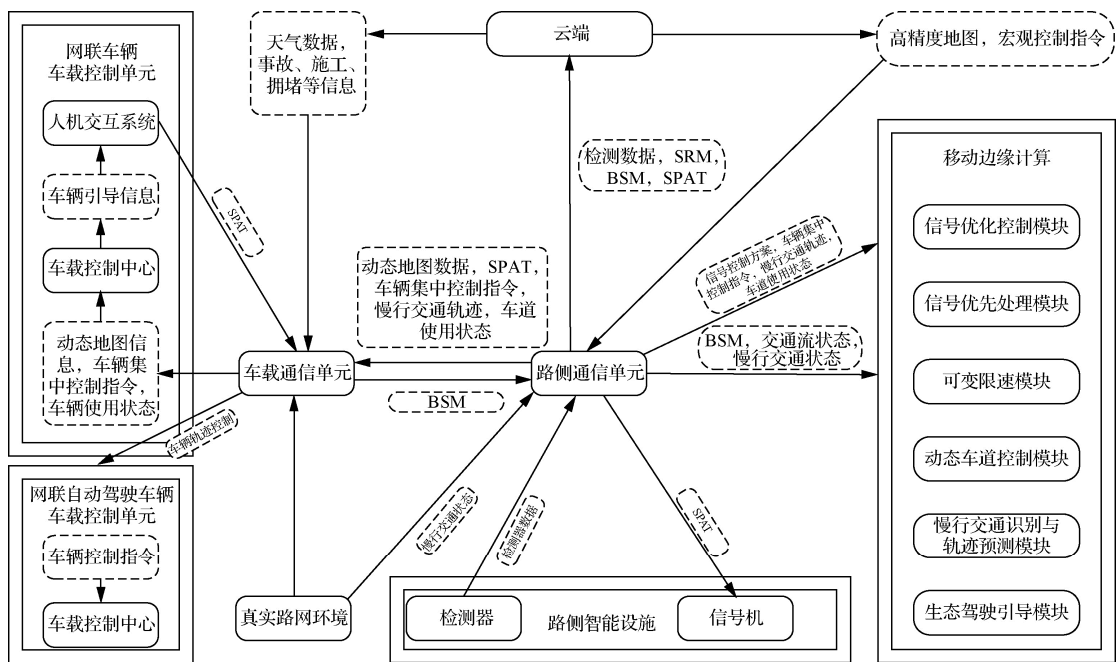 网联车辆
车载控制单元
人机交互系统
车辆引导信息
车载控制中心
动态地图信
息，车辆集
中控制指令，
车辆使用状态
天气数据，
事故、施工、
拥堵等信息
云端
高精度地图，宏观控制指令
检测数据，SRM，
BSM，SPAT
SPAT
动态地图数据，SPAT，
车辆集中控制指令，
慢行交通轨迹，车道
使用状态
信号控制方案，车辆集中
控制指令，慢行交通轨迹，
车道使用状态
BSM，交通流状态，
慢行交通状态
车载通信单元
路侧通信单元
BSM
车辆轨迹控制
网联自动驾驶车辆
车载控制单元
车辆控制指令
车载控制中心
慢行交通状态
检测器数据
SPAT
真实路网环境
检测器
路侧智能设施
信号机
移动边缘计算
信号优化控制模块
信号优先处理模块
可变限速模块
动态车道控制模块
慢行交通识别与
轨迹预测模块
生态驾驶引导模块